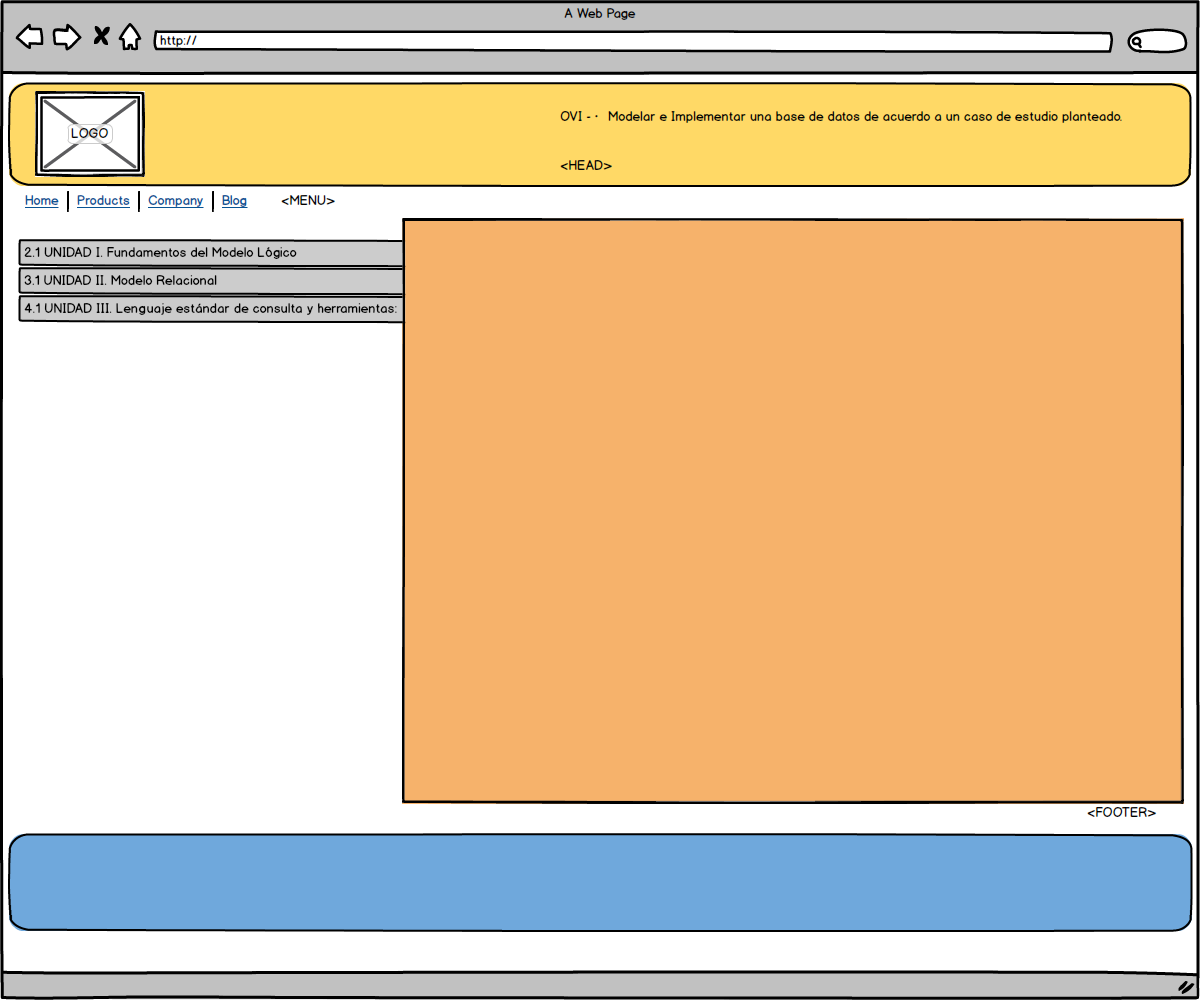 A Web Page
http://
LOGO
OVI - · Modelar e Implementar una base de datos de acuerdo a un caso de estudio planteado.
<HEAD>
Home Products Company Blog <MENU>
2.1 UNIDAD I. Fundamentos del Modelo Lógico
3.1 UNIDAD II. Modelo Relacional
4.1 UNIDAD III. Lenguaje estándar de consulta y herramientas:
<FOOTER>